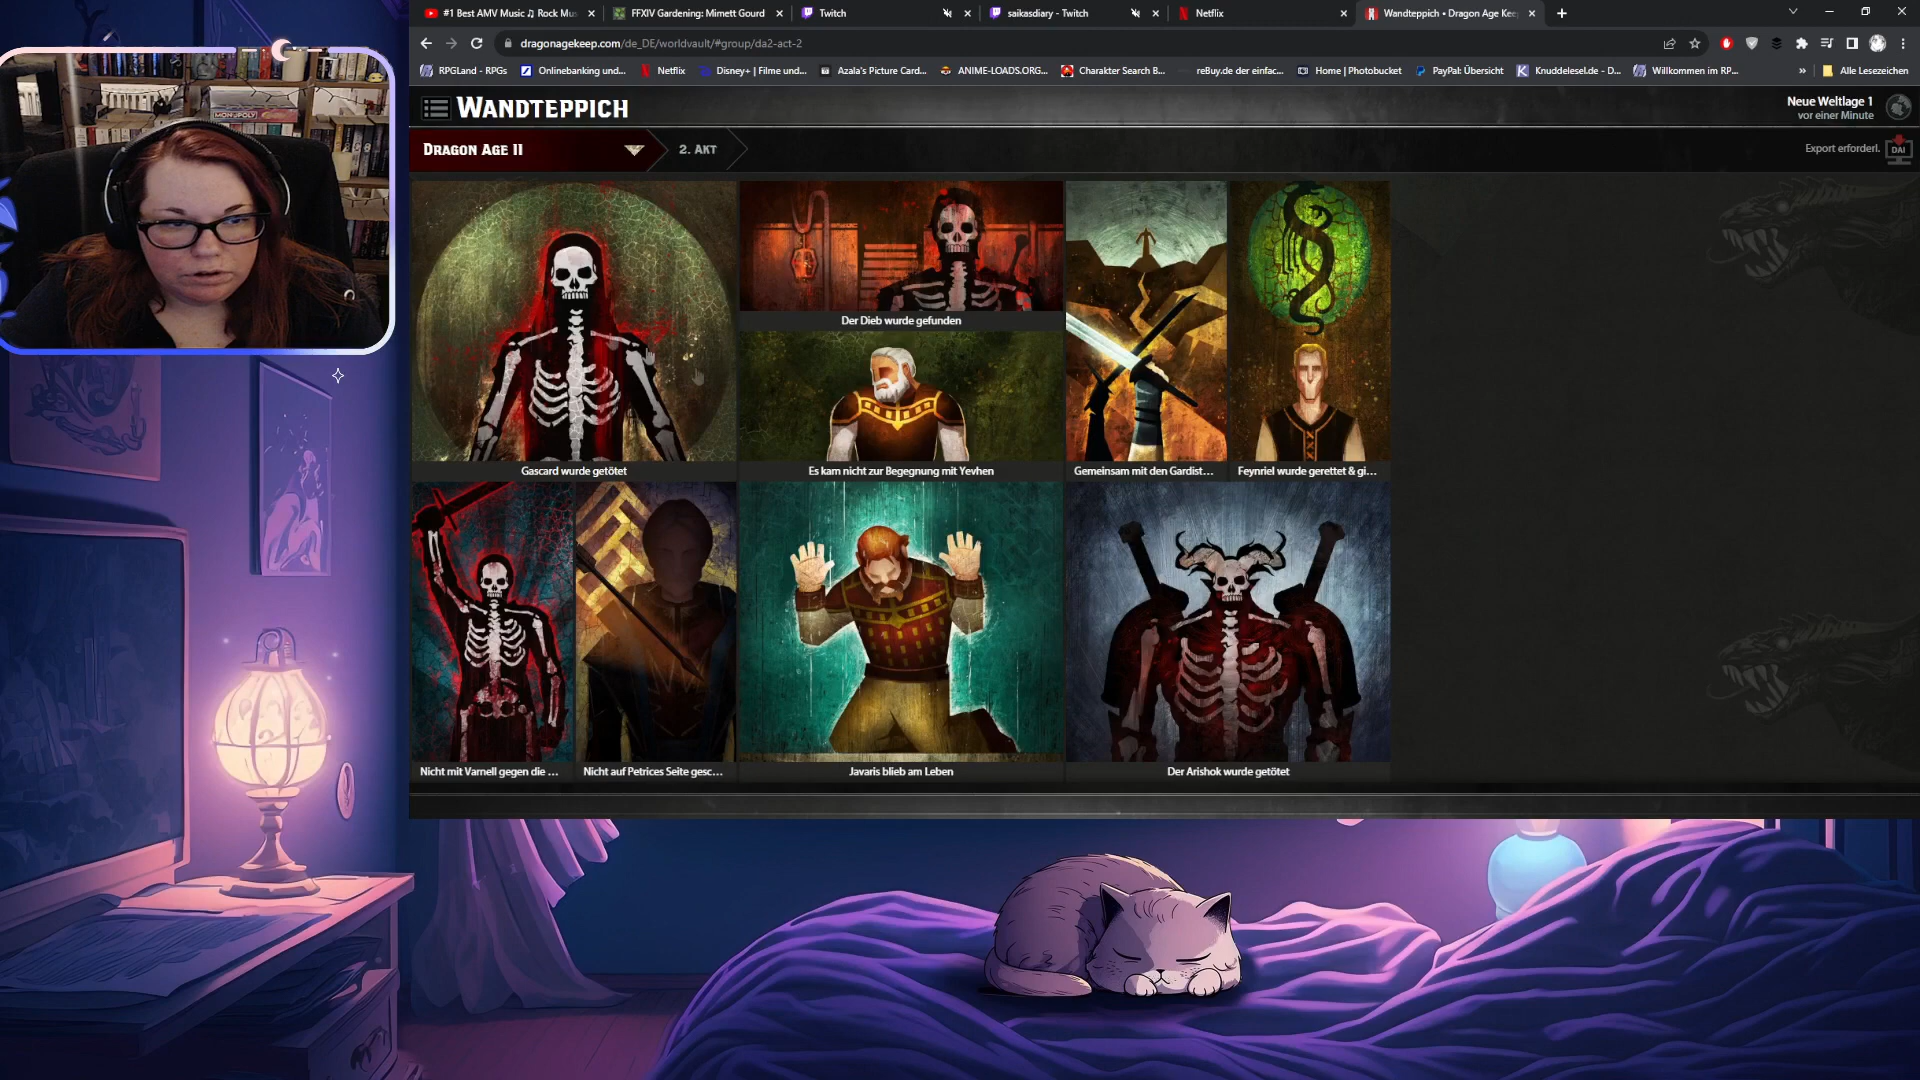 #1 Best AMV Music ♫ Rock Mus
FFXIV Gardening: Mimett Gourd
Twitch
saikasdiary - Twitch
Netflix
Wandteppich • Dragon Age Kee
dragonagekeep.com/de_DE/worldvault/#group/da2-act-2
RPGLand - RPGs
Onlinebanking und...
Netflix
Disney+ | Filme und...
Azala's Picture Card...
ANIME-LOADS.ORG...
Charakter Search B...
reBuy.de der einfac...
Home | Photobucket
PayPal: Übersicht
Knuddelesel.de - D...
Willkommen im RP...
»
Alle Lesezeichen
WANDTEPPICH
Neue Weltlage 1
vor einer Minute
DRAGON AGE II
2. AKT
Export erforderl.
DAI
MONOPOLY
Der Dieb wurde gefunden
Gascard wurde getötet
Es kam nicht zur Begegnung mit Yevhen
Gemeinsam mit den Gardist...
Feynriel wurde gerettet & gi...
Nicht mit Varnell gegen die ...
Nicht auf Petrices Seite gesc...
Javaris blieb am Leben
Der Arishok wurde getötet